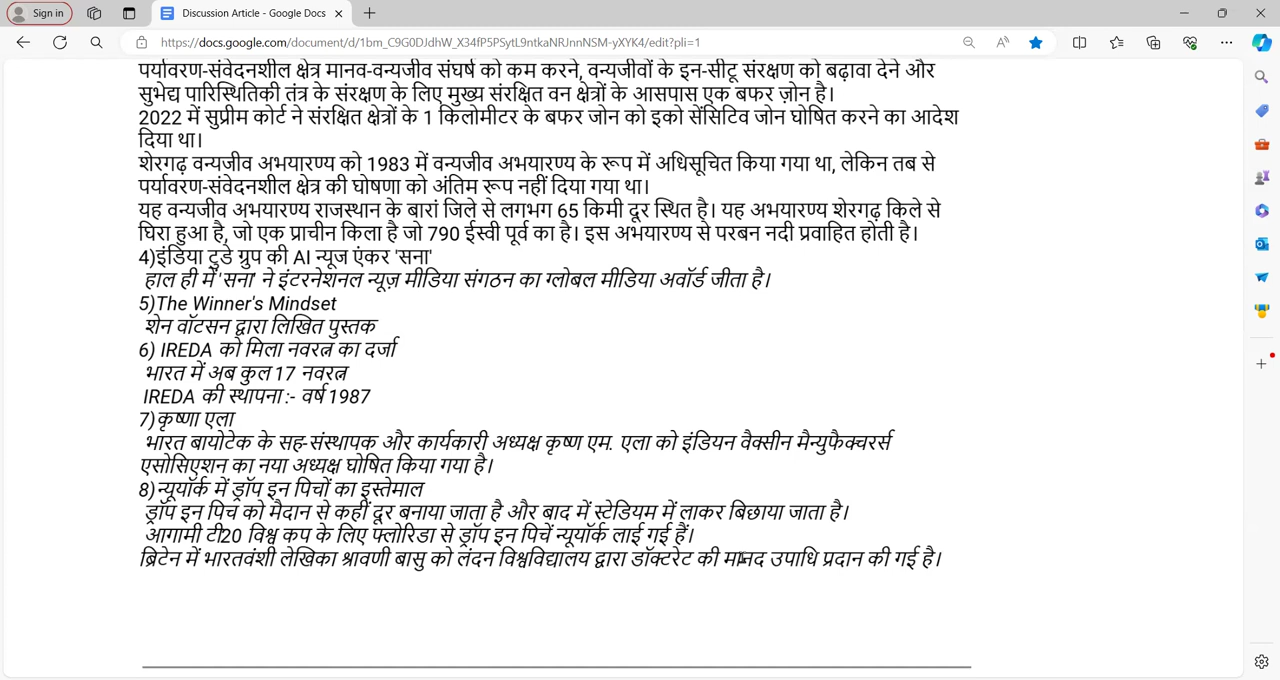 Sign in
Discussion Article - Google Docs
https://docs.google.com/document/d/1bm_C9G0DJdhW_X34fP5PSytL9ntkaNRJnnNSM-yXYK4/edit?pli=1
पर्यावरण-संवेदनशील क्षेत्र मानव-वन्यजीव संघर्ष को कम करने, वन्यजीवों के इन-सीटू संरक्षण को बढ़ावा देने और
सुभेद्य पारिस्थितिकी तंत्र के संरक्षण के लिए मुख्य संरक्षित वन क्षेत्रों के आसपास एक बफर ज़ोन है।
2022 में सुप्रीम कोर्ट ने संरक्षित क्षेत्रों के 1 किलोमीटर के बफर जोन को इको सेंसिटिव जोन घोषित करने का आदेश
दिया था।
शेरगढ़ वन्यजीव अभयारण्य को 1983 में वन्यजीव अभयारण्य के रूप में अधिसूचित किया गया था, लेकिन तब से
पर्यावरण-संवेदनशील क्षेत्र की घोषणा को अंतिम रूप नहीं दिया गया था।
यह वन्यजीव अभयारण्य राजस्थान के बारां जिले से लगभग 65 किमी दूर स्थित है। यह अभयारण्य शेरगढ़ किले से
घिरा हुआ है, जो एक प्राचीन किला है जो 790 ईस्वी पूर्व का है। इस अभयारण्य से परबन नदी प्रवाहित होती है।
4)इंडिया टुडे ग्रुप की AI न्यूज एंकर 'सना'
हाल ही में 'सना' ने इंटरनेशनल न्यूज़ मीडिया संगठन का ग्लोबल मीडिया अवॉर्ड जीता है।
5)The Winner's Mindset
शेन वॉटसन द्वारा लिखित पुस्तक
6) IREDA को मिला नवरत्न का दर्जा
भारत में अब कुल 17 नवरत्न
IREDA की स्थापना :- वर्ष 1987
7)कृष्णा एला
भारत बायोटेक के सह-संस्थापक और कार्यकारी अध्यक्ष कृष्ण एम. एला को इंडियन वैक्सीन मैन्युफैक्चरर्स
एसोसिएशन का नया अध्यक्ष घोषित किया गया है।
8)न्यूयॉर्क में ड्रॉप इन पिचों का इस्तेमाल
ड्रॉप इन पिच को मैदान से कहीं दूर बनाया जाता है और बाद में स्टेडियम में लाकर बिछाया जाता है।
आगामी टी20 विश्व कप के लिए फ्लोरिडा से ड्रॉप इन पिचें न्यूयॉर्क लाई गई हैं।
ब्रिटेन में भारतवंशी लेखिका श्रावणी बासु को लंदन विश्वविद्यालय द्वारा डॉक्टरेट की मानद उपाधि प्रदान की गई है।